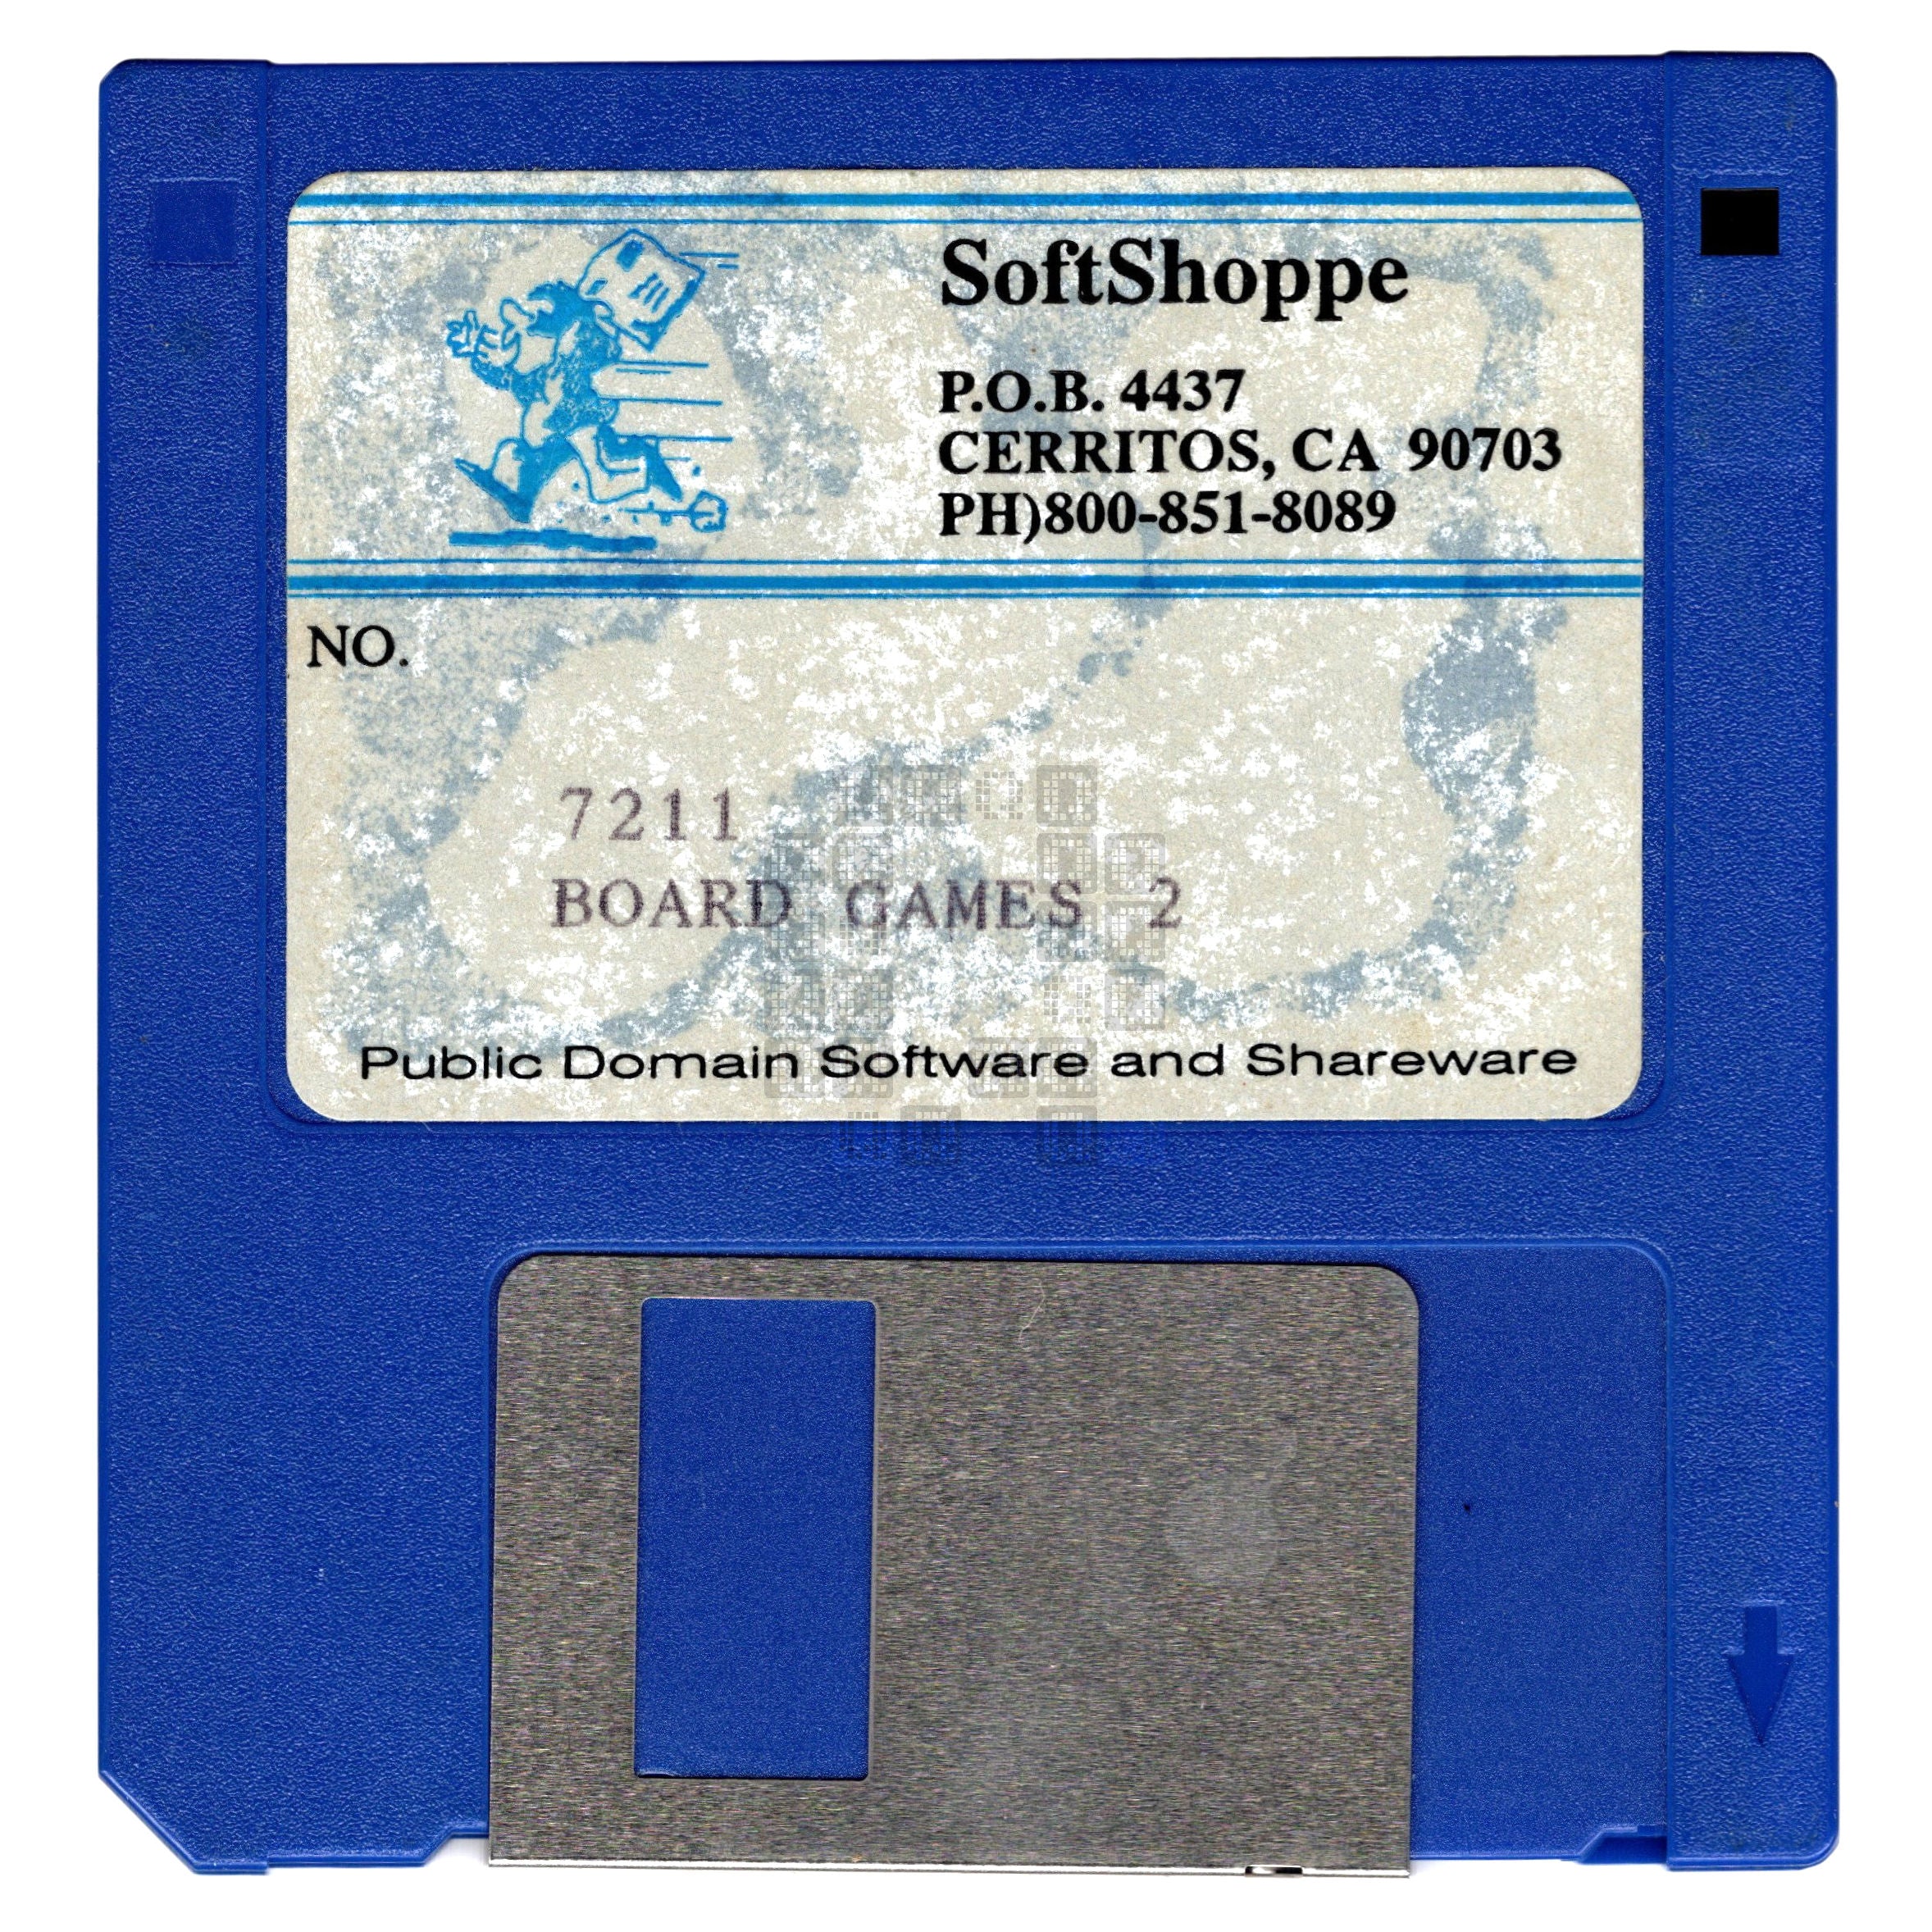 SoftShoppe
P.O.B. 4437
CERRITOS, CA 90703
PH)800-851-8089
NO.
7211
BOARD GAMES 2
Public Domain Software and Shareware